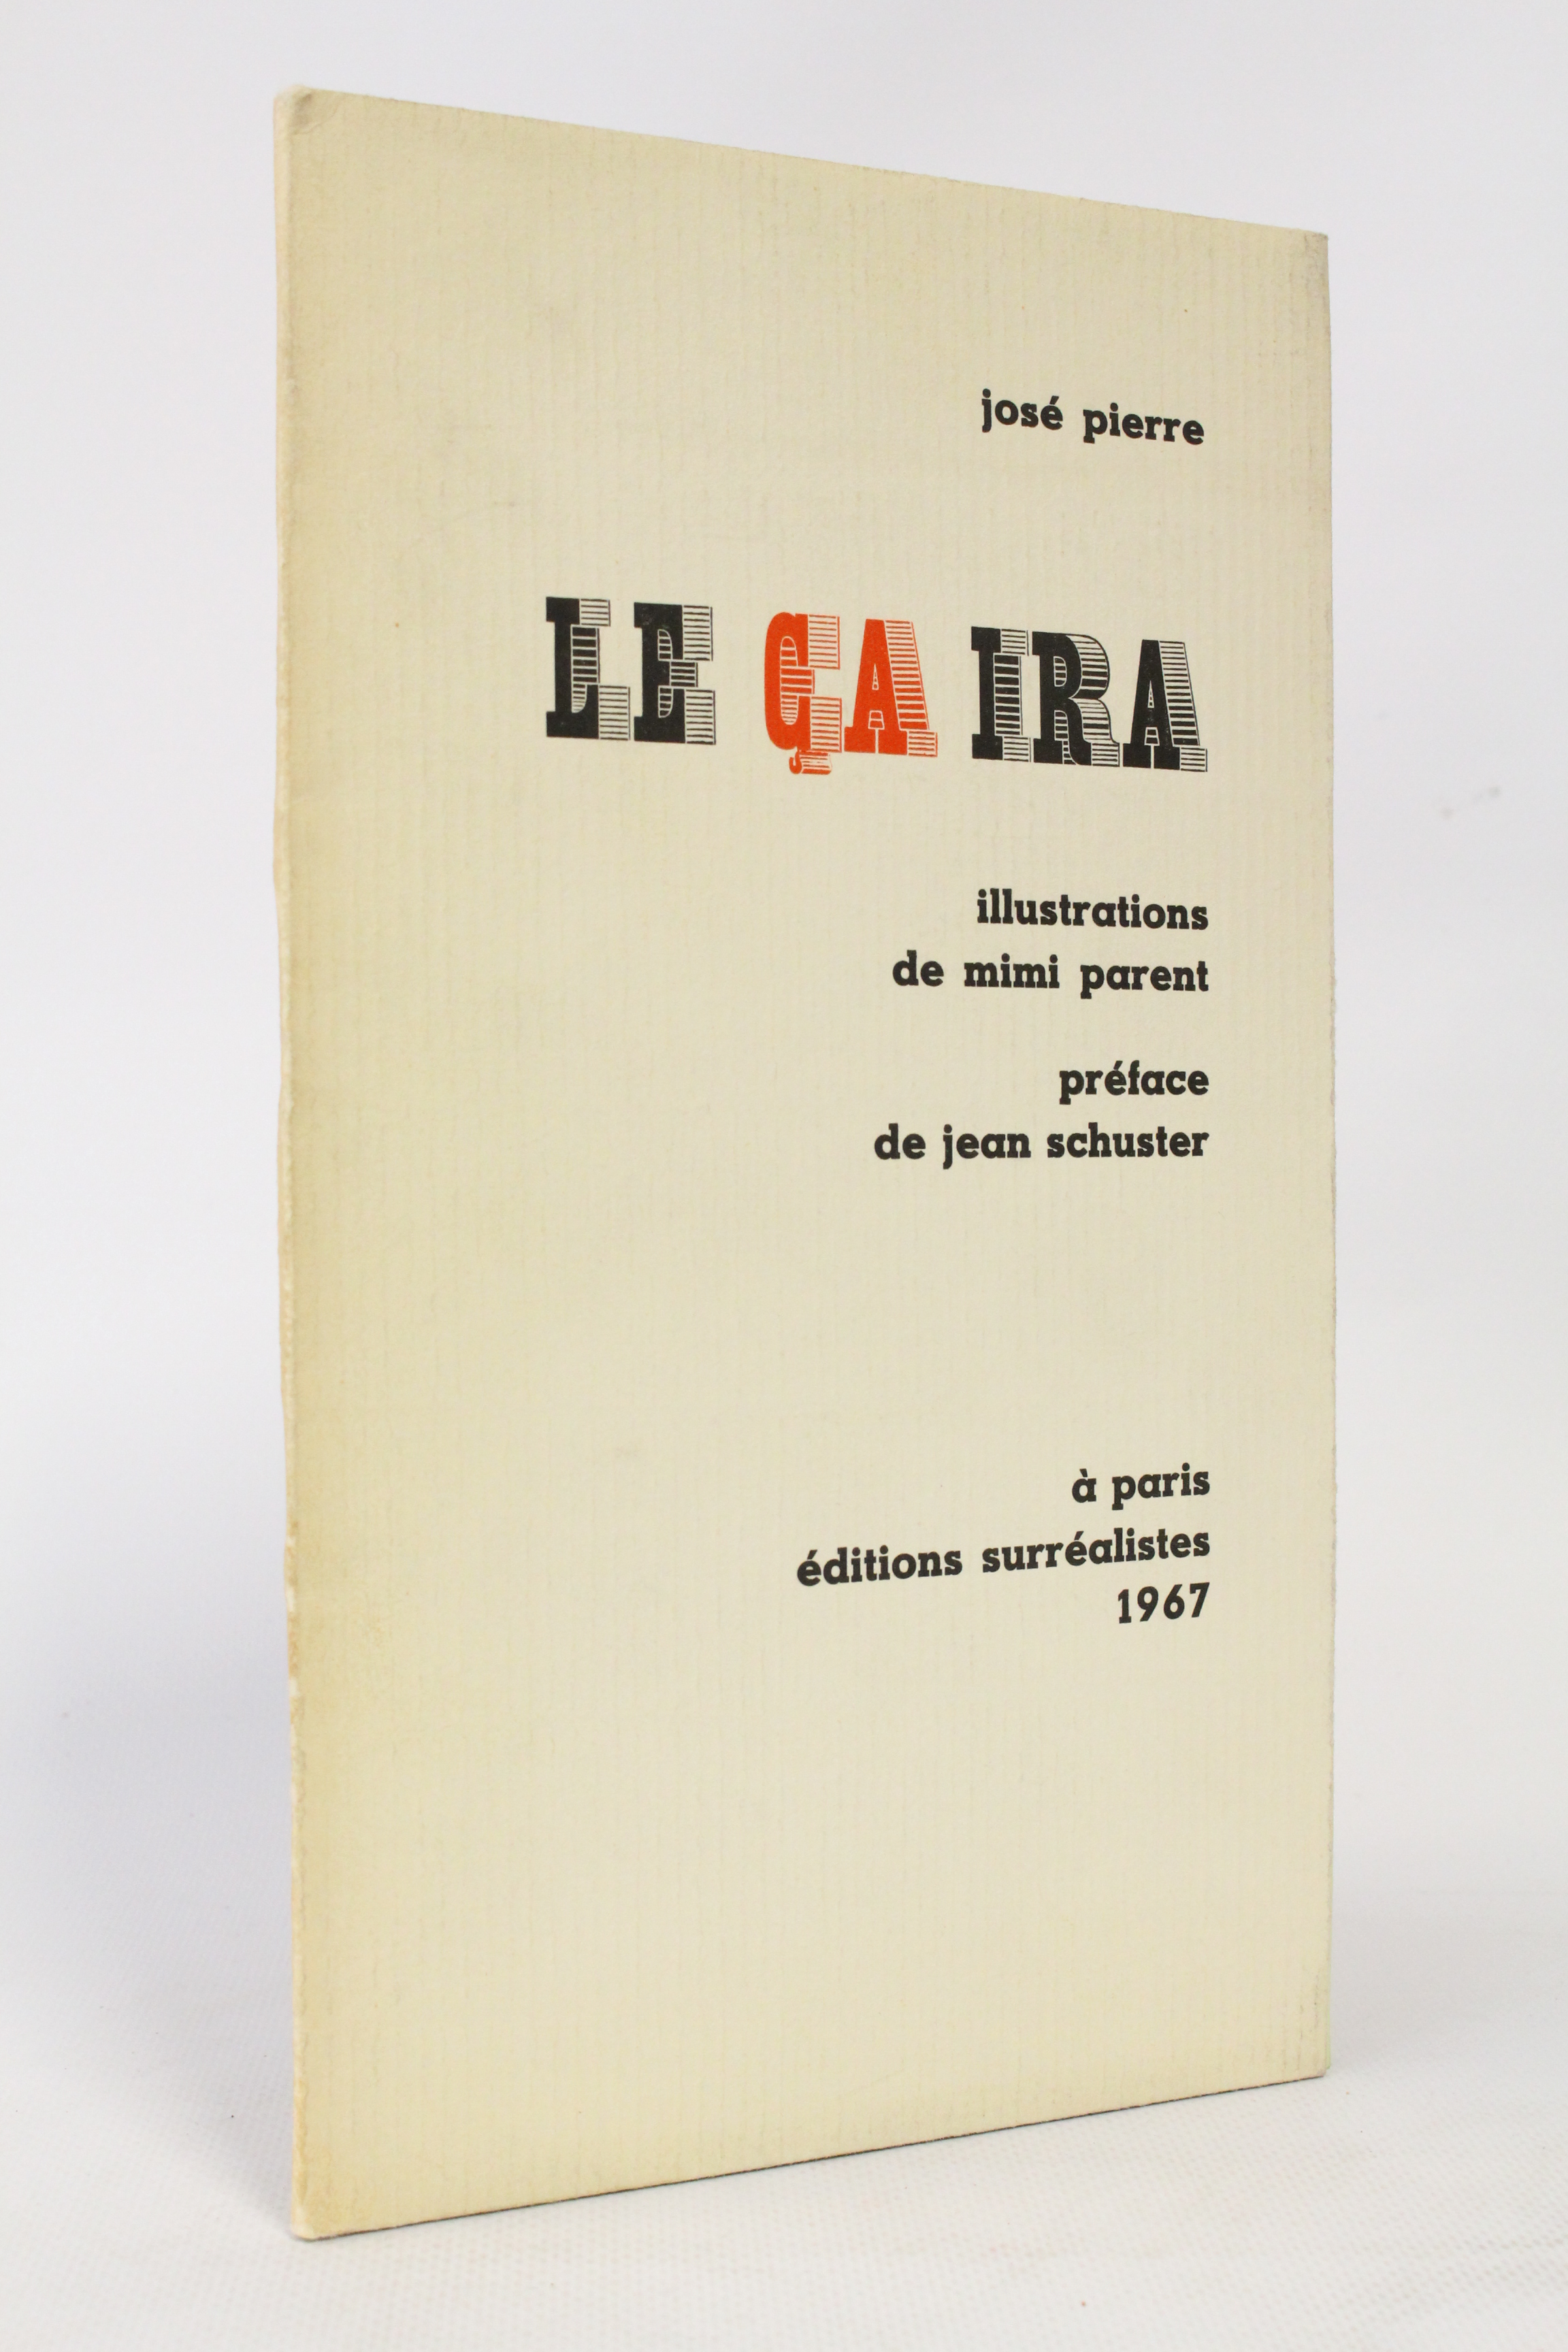 josé pierre
LE ÇA IRA
illustrations
de mimi parent
préface
de jean schuster
à paris
éditions surréalistes
1967